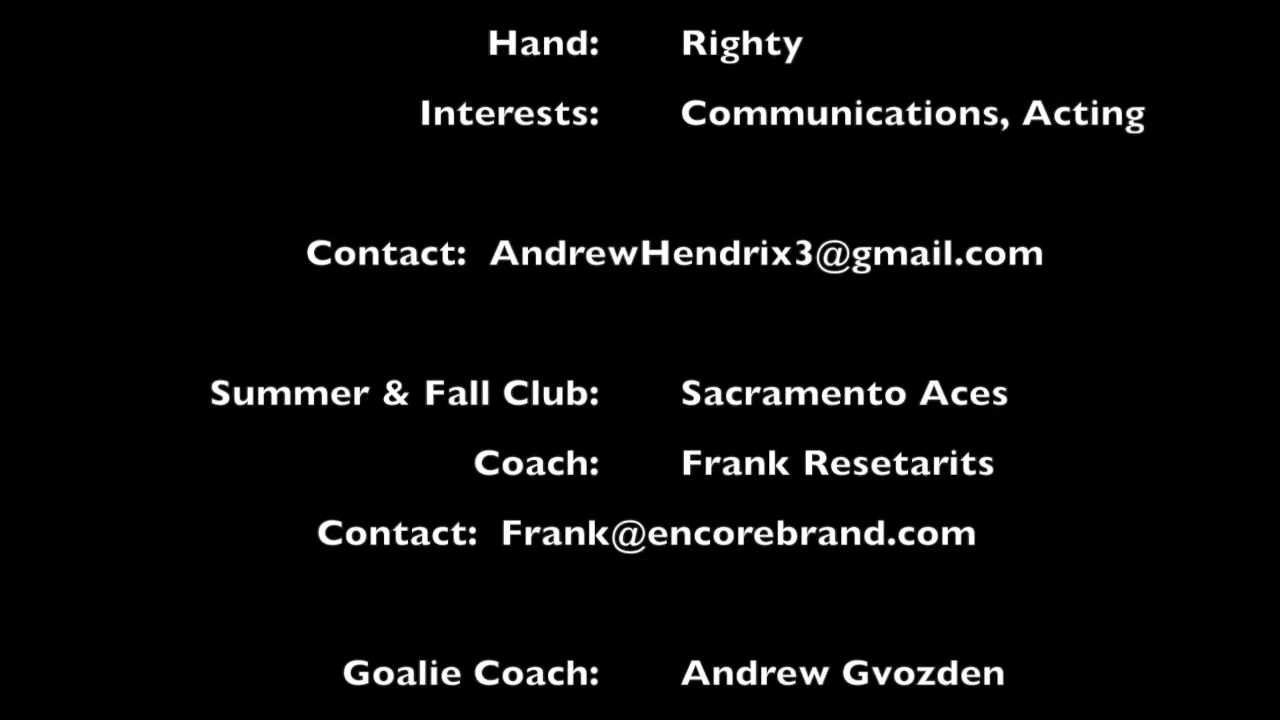 Hand: Righty
Interests: Communications, Acting
Contact: AndrewHendrix3@gmail.com
Summer & Fall Club: Sacramento Aces
Coach: Frank Resetarits
Contact: Frank@encorebrand.com
Goalie Coach: Andrew Gvozden